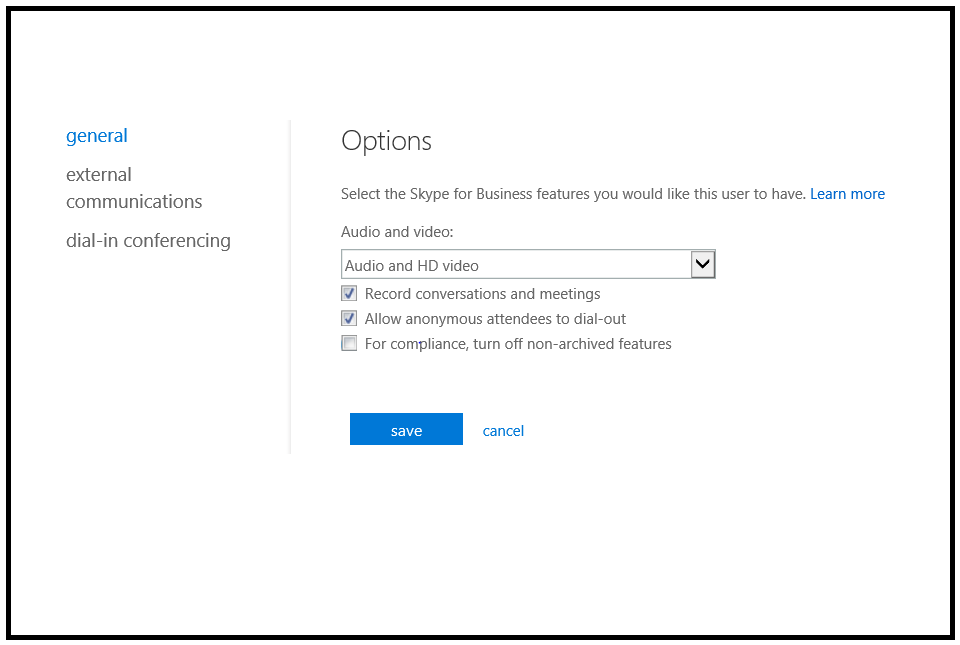 general
external
communications
dial-in conferencing
Options
Select the Skype for Business features you would like this user to have. Learn more
Audio and video:
Audio and HD video
Record conversations and meetings
Allow anonymous attendees to dial-out
For compliance, turn off non-archived features
save
cancel